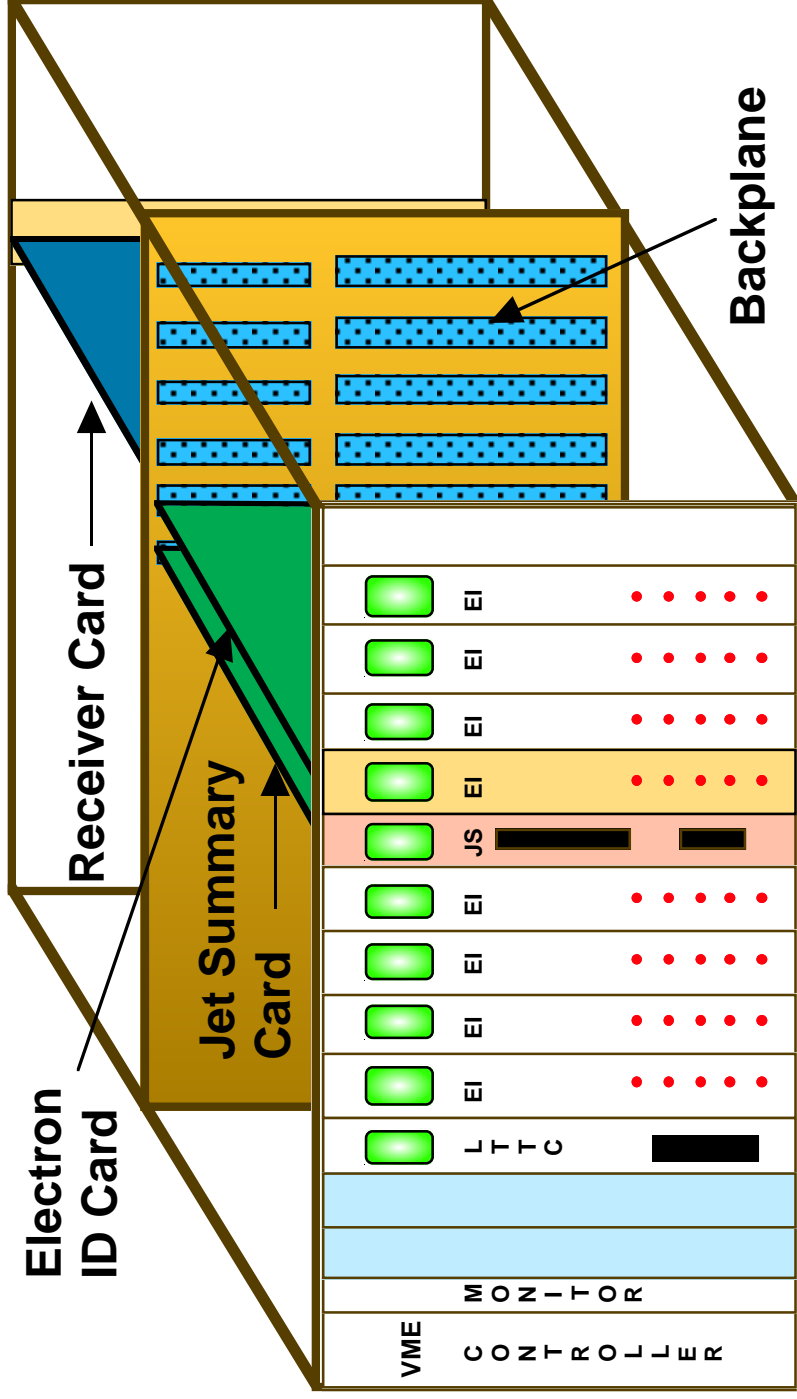 Electron
ID Card
Receiver Card
Jet Summary
Card
VME
CONTROLLER
MONITOR
LTTC
EI
EI
EI
EI
JS
EI
EI
EI
EI
Backplane